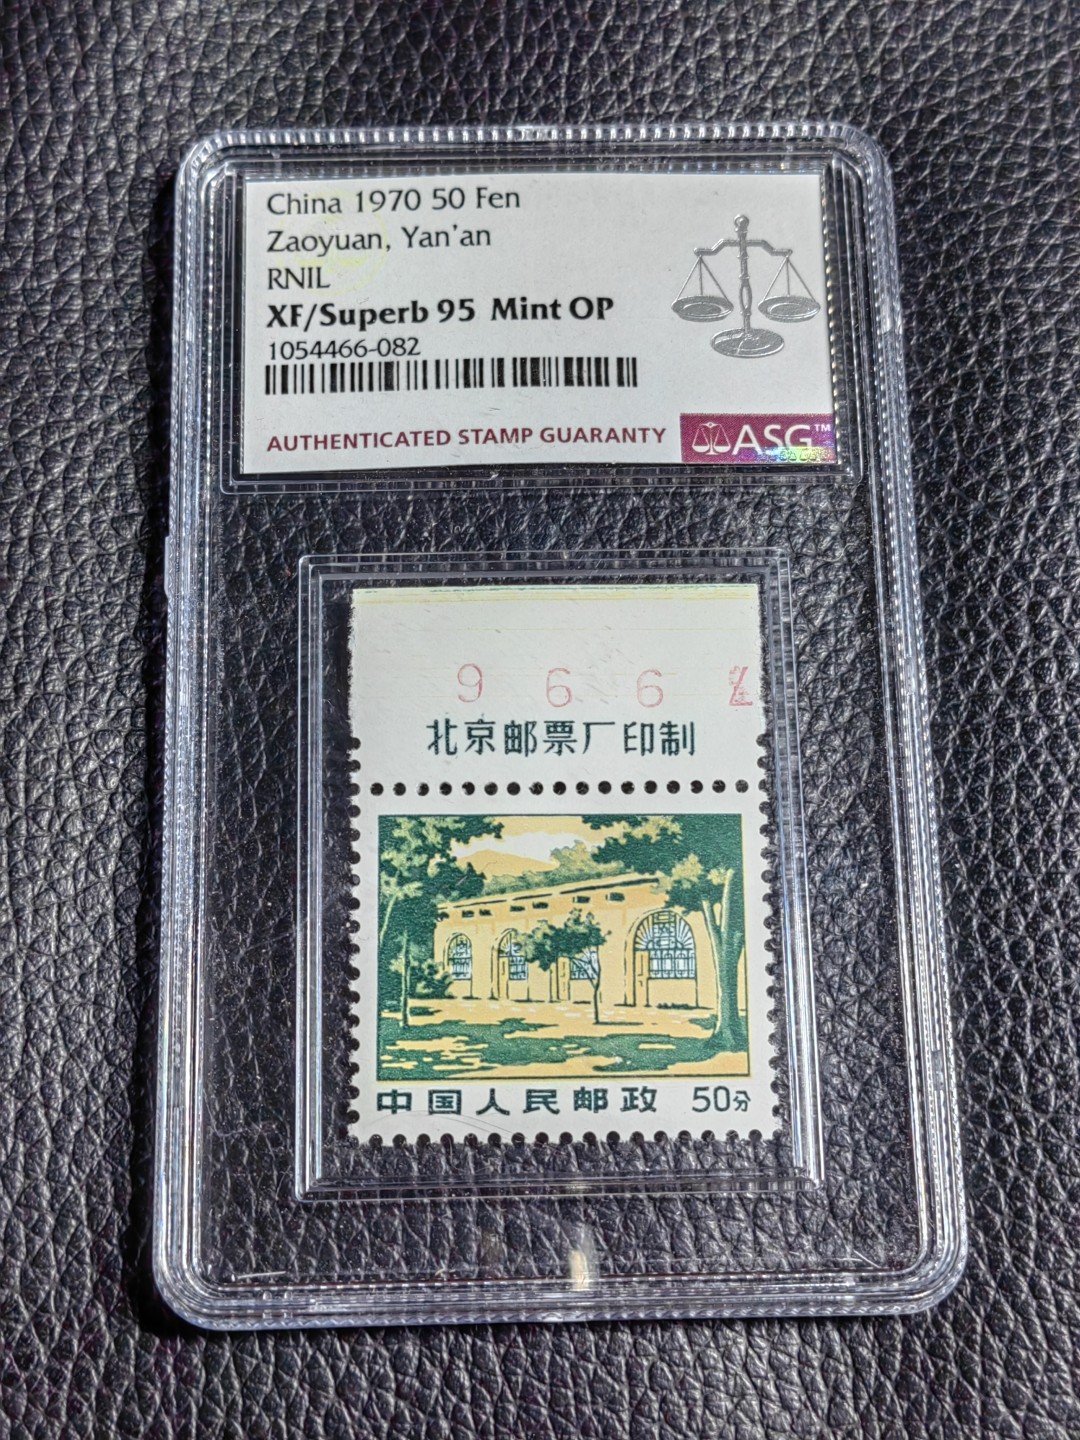 China 1970 50 Fen
Zaoyuan, Yan'an
RNIL
XF/Superb 95 Mint OP
1054466-082
AUTHENTICATED STAMP GUARANTY
ASG™
9 6 6
北京邮票厂印制
中国人民邮政 50分